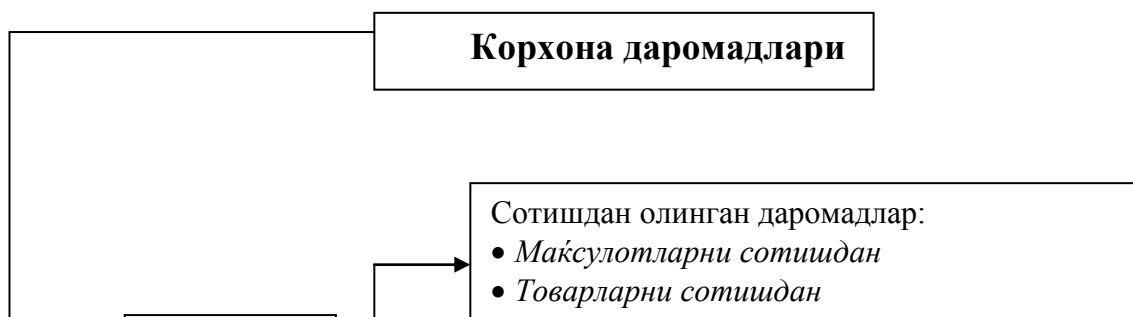 Корхона даромадлари
Сотишдан олинган даромадлар:
• Маќсулотларни сотишдан
• Товарларни сотишдан